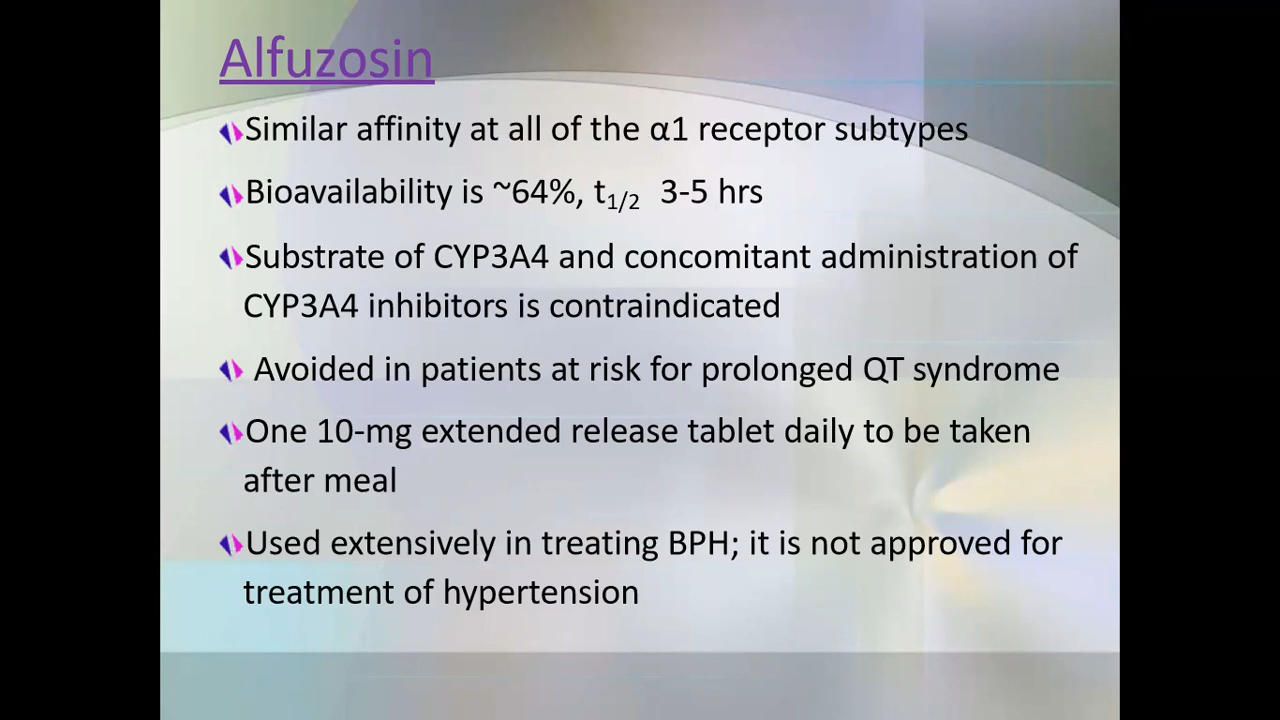 Alfuzosin
Similar affinity at all of the α1 receptor subtypes
Bioavailability is ~64%, t1/2 3-5 hrs
Substrate of CYP3A4 and concomitant administration of
CYP3A4 inhibitors is contraindicated
Avoided in patients at risk for prolonged QT syndrome
One 10-mg extended release tablet daily to be taken
after meal
Used extensively in treating BPH; it is not approved for
treatment of hypertension